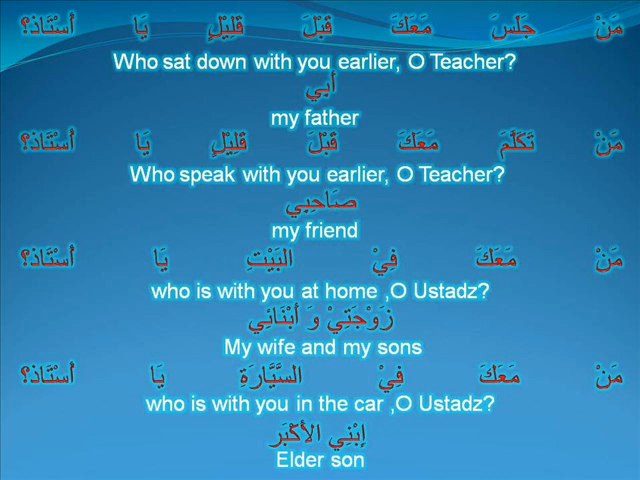 مَنْ جَلَسَ مَعَكَ قَبْلَ قَلِيْلٍ يَا أُسْتَاذ؟
Who sat down with you earlier, O Teacher?
أَبِي
my father
مَنْ تَكَلَّمَ مَعَكَ قَبْلَ قَلِيْلٍ يَا أُسْتَاذ؟
Who speak with you earlier, O Teacher?
صَاحِبِي
my friend
مَنْ مَعَكَ فِيْ البَيْتِ يَا أُسْتَاذ؟
who is with you at home ,O Ustadz?
زَوْجَتِيْ وَ أَبْنَائِي
My wife and my sons
مَنْ مَعَكَ فِيْ السَّيَّارَةِ يَا أُسْتَاذ؟
who is with you in the car ,O Ustadz?
إِبْنِي الأَكْبَر
Elder son